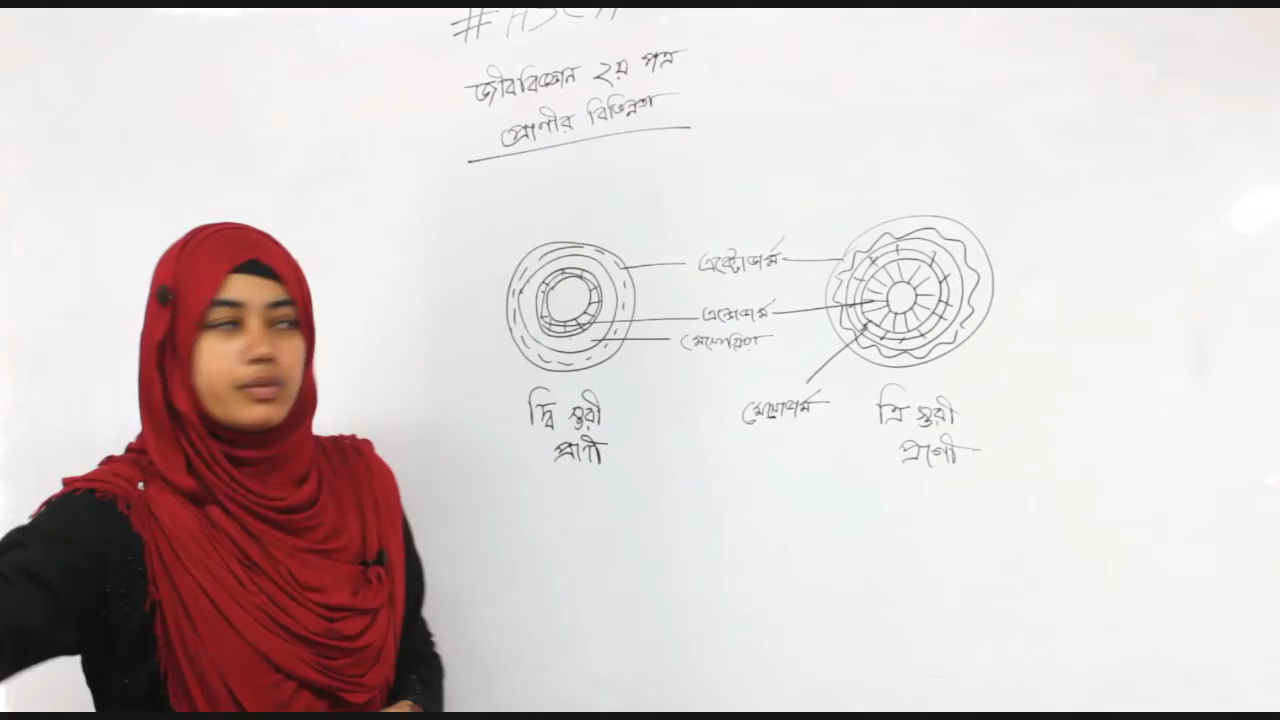 জীববিজ্ঞান ২য় পত্র
প্রাণীর বিভিন্নতা
এক্টোডার্ম
এন্ডোডার্ম
মেসোগ্লিয়া
মেসোডার্ম
দ্বি স্তরী
প্রাণী
ত্রি স্তরী
প্রাণী